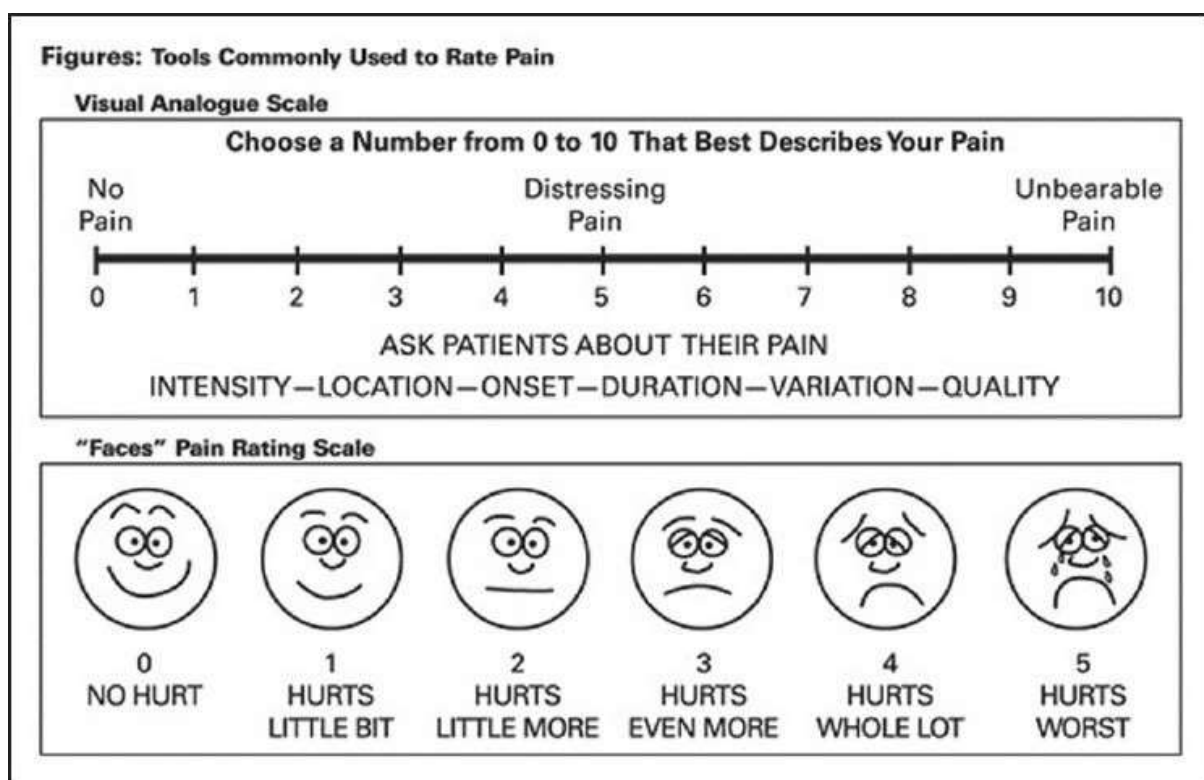 Figures: Tools Commonly Used to Rate Pain
Visual Analogue Scale
Choose a Number from 0 to 10 That Best Describes Your Pain
No Distressing Unbearable
Pain Pain Pain
0 1 2 3 4 5 6 7 8 9 10
ASK PATIENTS ABOUT THEIR PAIN
INTENSITY—LOCATION—ONSET—DURATION—VARIATION—QUALITY
"Faces" Pain Rating Scale
0 1 2 3 4 5
NO HURT HURTS HURTS HURTS HURTS HURTS
LITTLE BIT LITTLE MORE EVEN MORE WHOLE LOT WORST